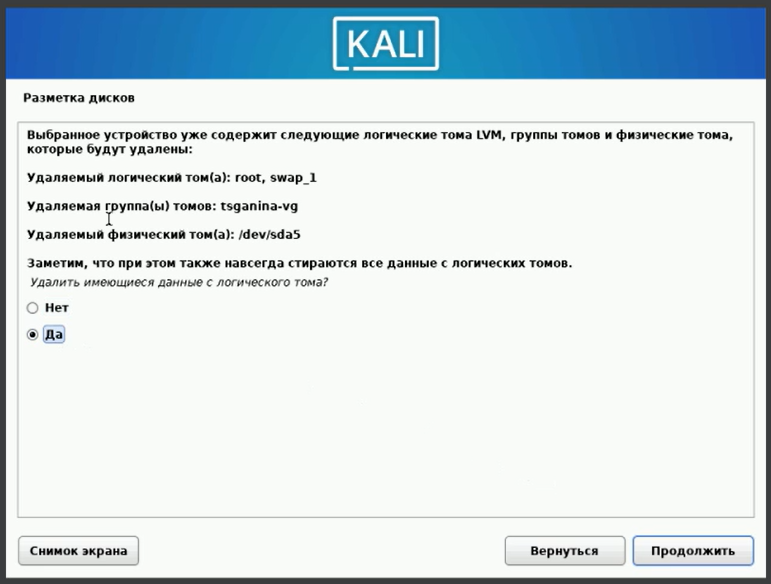 KALI
Разметка дисков
Выбранное устройство уже содержит следующие логические тома LVM, группы томов и физические тома,
которые будут удалены:
Удаляемый логический том(а): root, swap_1
Удаляемая группа(ы) томов: tsganina-vg
Удаляемый физический том(а): /dev/sda5
Заметим, что при этом также навсегда стираются все данные с логических томов.
Удалить имеющиеся данные с логического тома?
Нет
Да
Снимок экрана
Вернуться
Продолжить